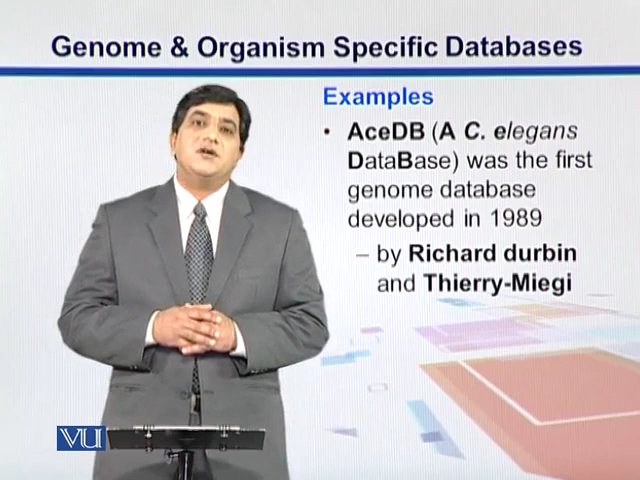 Genome & Organism Specific Databases
Examples
• AceDB (A C. elegans
DataBase) was the first
genome database
developed in 1989
– by Richard durbin
and Thierry-Miegi
VU